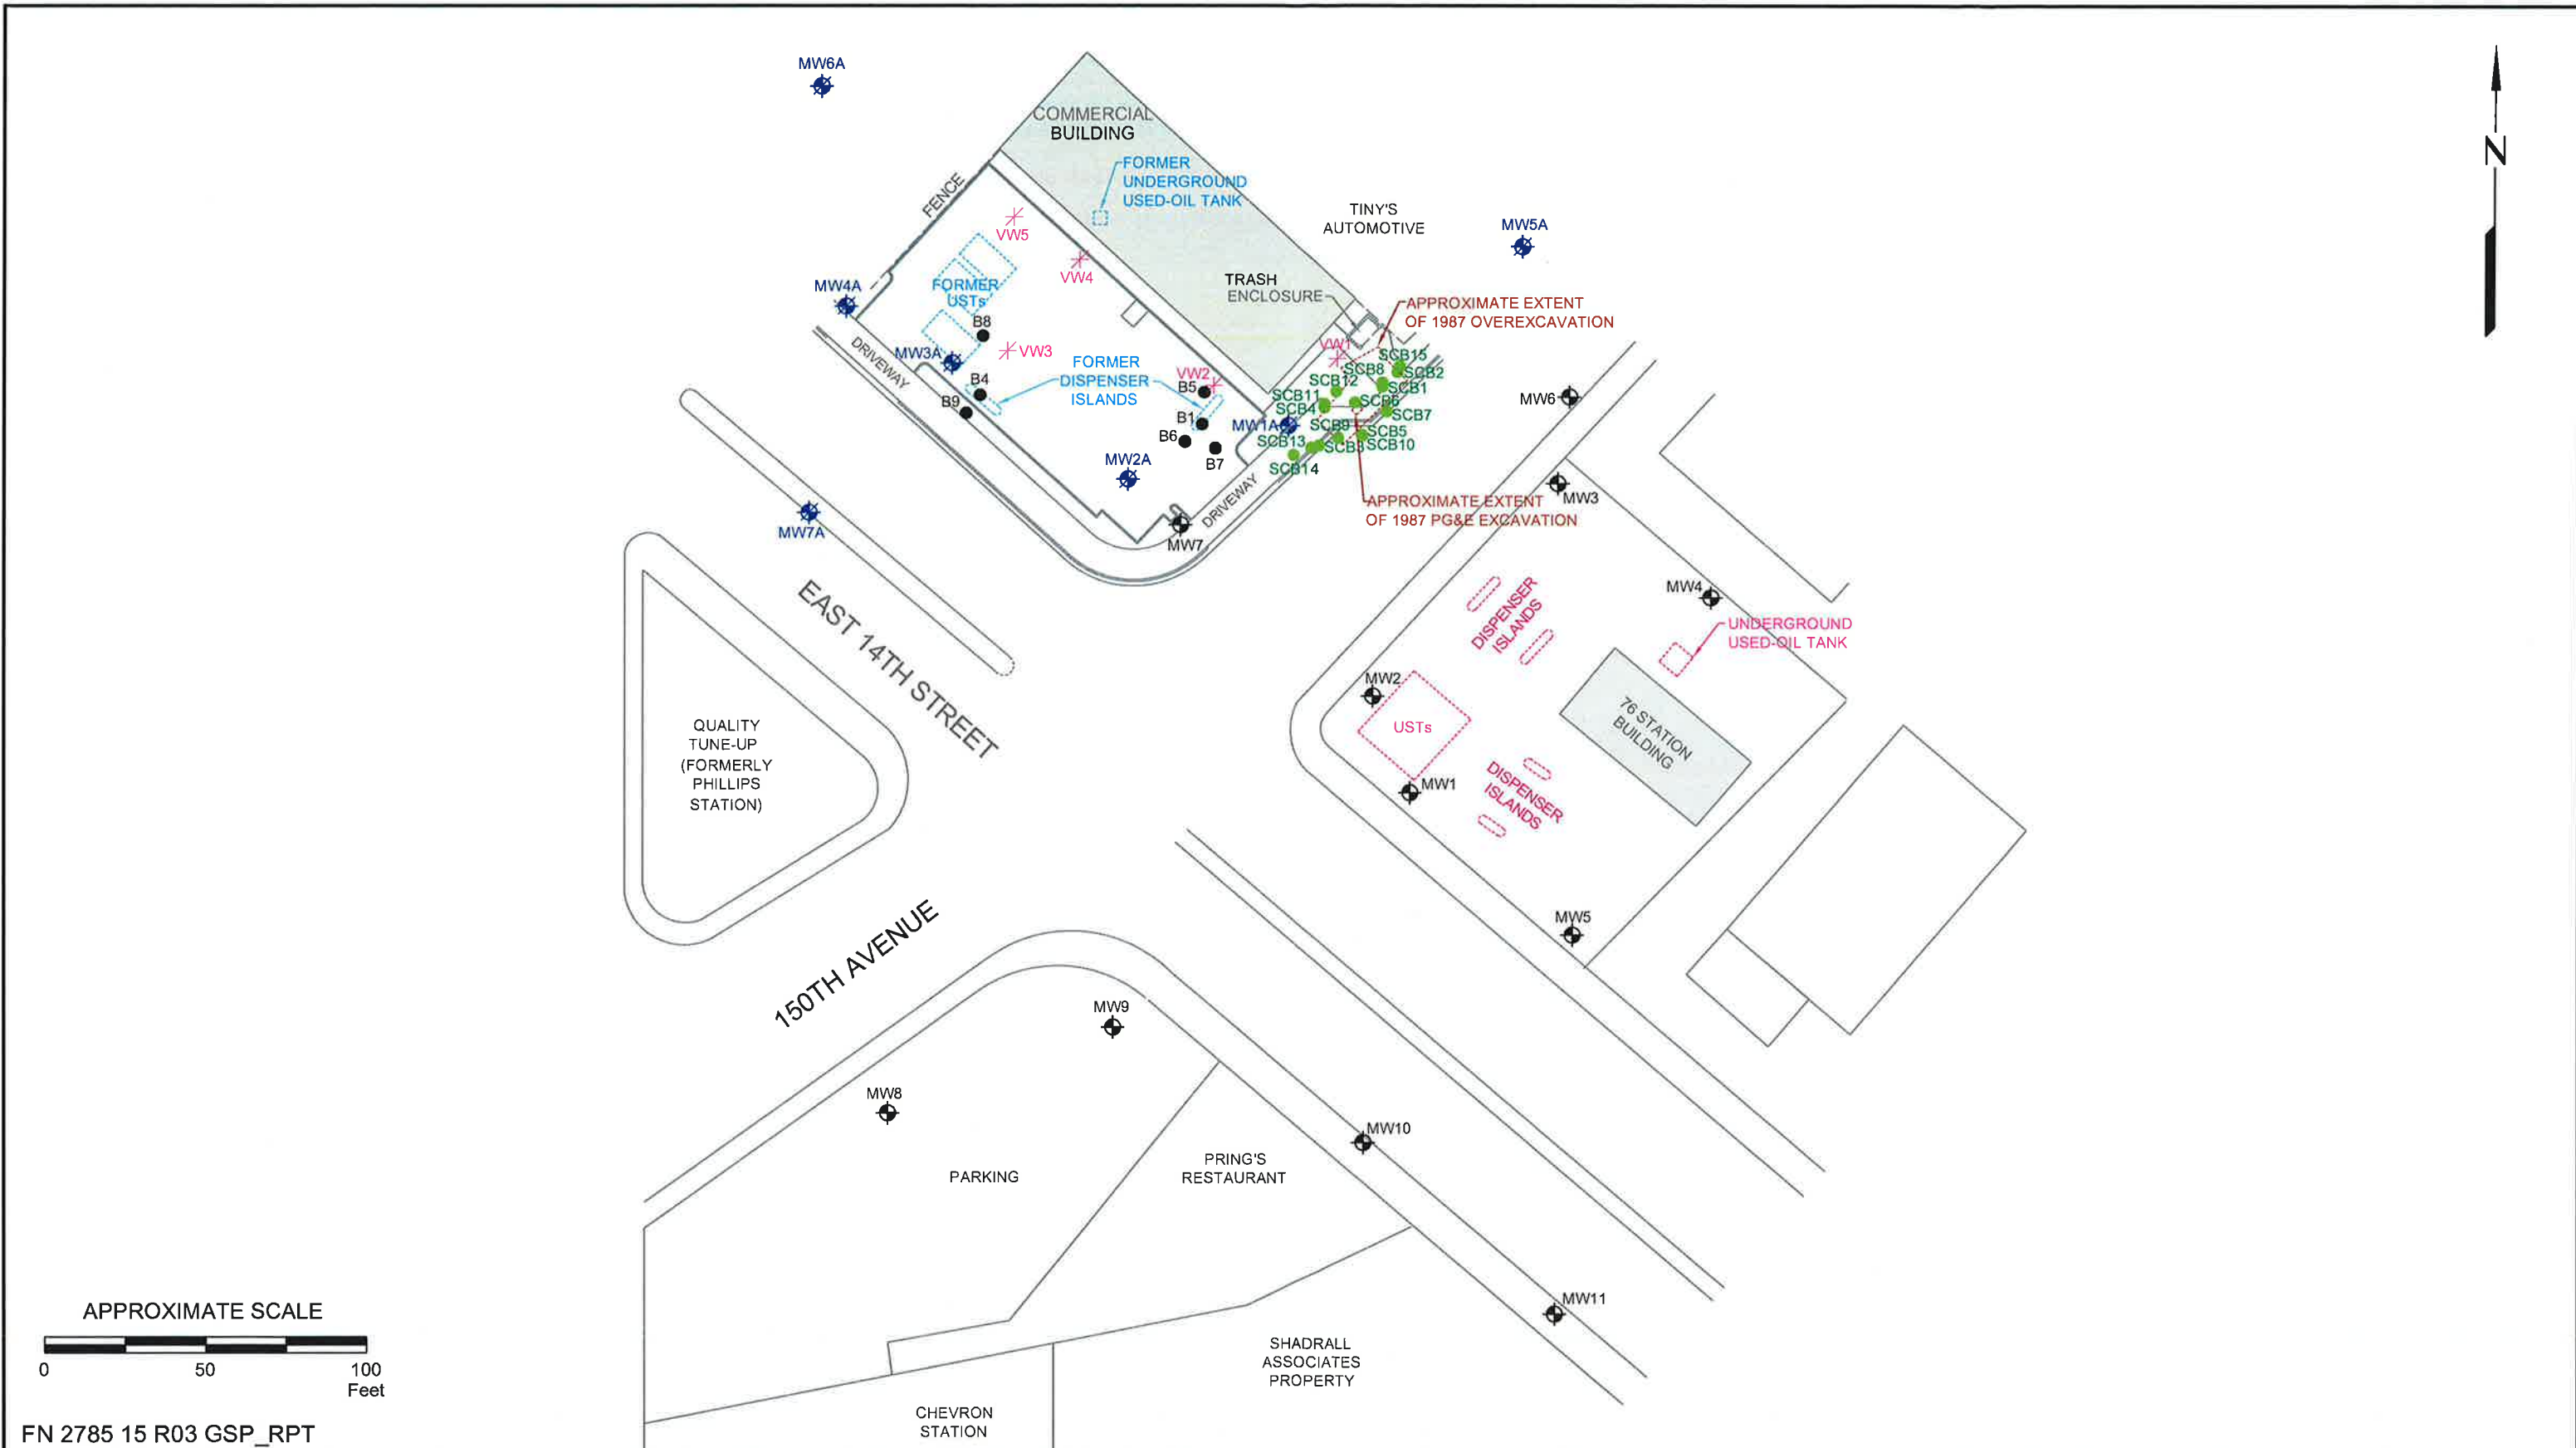 MW6A
COMMERCIAL
BUILDING
FORMER
UNDERGROUND
USED-OIL TANK
N
FENCE
TINY'S
AUTOMOTIVE
MW5A
VW5
VW4
TRASH
ENCLOSURE
MW4A
FORMER
USTs
APPROXIMATE EXTENT
OF 1987 OVEREXCAVATION
B8
DRIVEWAY
MW3A
VW3
FORMER
DISPENSER
ISLANDS
VW1
SCB15
SCB8
SCB2
VW2
B5
SCB12
SCB1
B4
B9
SCB11
SCB6
SCB4
SCB7
MW6
B1
MW1A
SCB9
SCB5
B6
SCB13
SCB3
SCB10
B7
SCB14
MW2A
DRIVEWAY
MW3
APPROXIMATE EXTENT
OF 1987 PG&E EXCAVATION
MW7A
MW7
EAST 14TH STREET
DISPENSER
ISLANDS
MW4
UNDERGROUND
USED-OIL TANK
MW2
USTs
76 STATION
BUILDING
QUALITY
TUNE-UP
(FORMERLY
PHILLIPS
STATION)
MW1
DISPENSER
ISLANDS
MW5
150TH AVENUE
MW9
MW8
MW10
PARKING
PRING'S
RESTAURANT
MW11
APPROXIMATE SCALE
0
50
100
Feet
SHADRALL
ASSOCIATES
PROPERTY
CHEVRON
STATION
FN 2785 15 R03 GSP_RPT